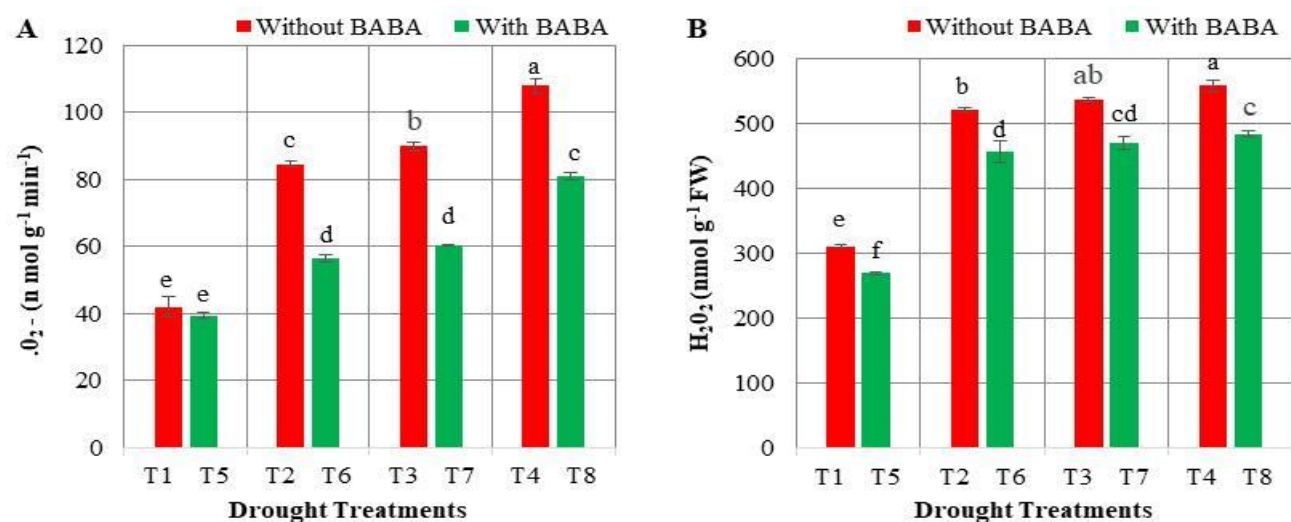 A
Without BABA With BABA
120
100
80
60
40
20
0
.0₂- (n mol g⁻¹ min⁻¹)
e e c d b d a c
T1 T5 T2 T6 T3 T7 T4 T8
Drought Treatments
B
Without BABA With BABA
600
500
400
300
200
100
0
H₂0₂ (nmol g⁻¹ FW)
e f b d ab cd a c
T1 T5 T2 T6 T3 T7 T4 T8
Drought Treatments